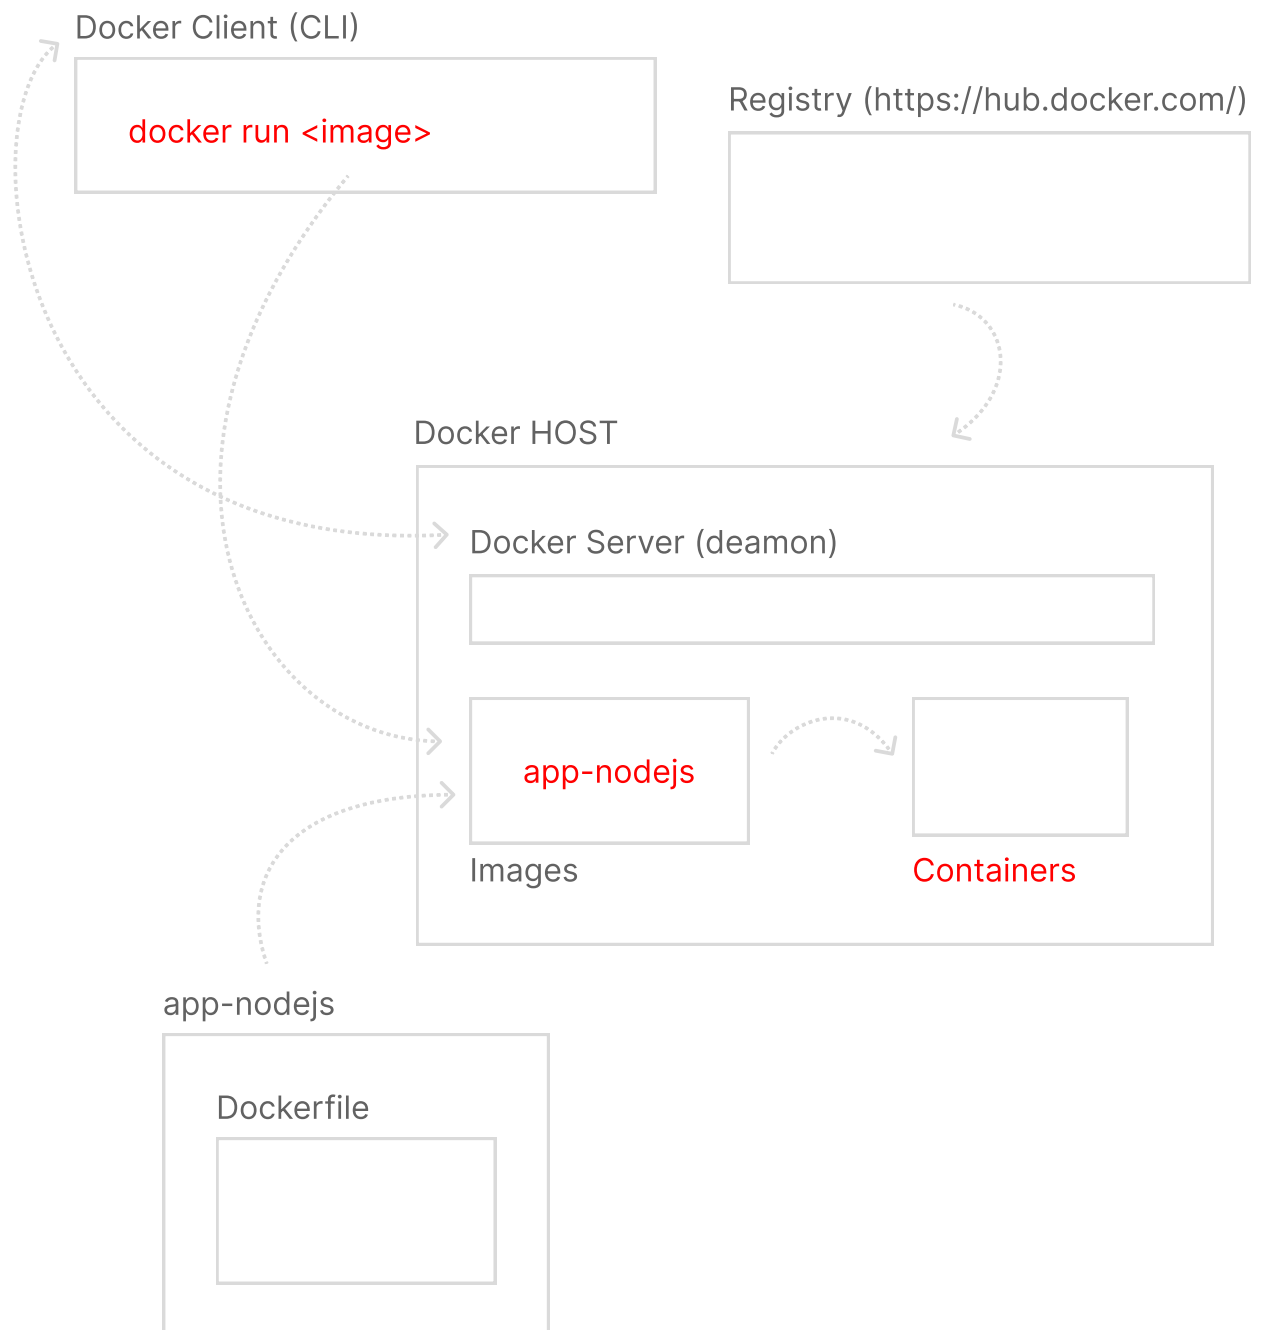 Docker Client (CLI)
docker run <image>
Registry (https://hub.docker.com/)
Docker HOST
Docker Server (deamon)
app-nodejs
Images
Containers
app-nodejs
Dockerfile